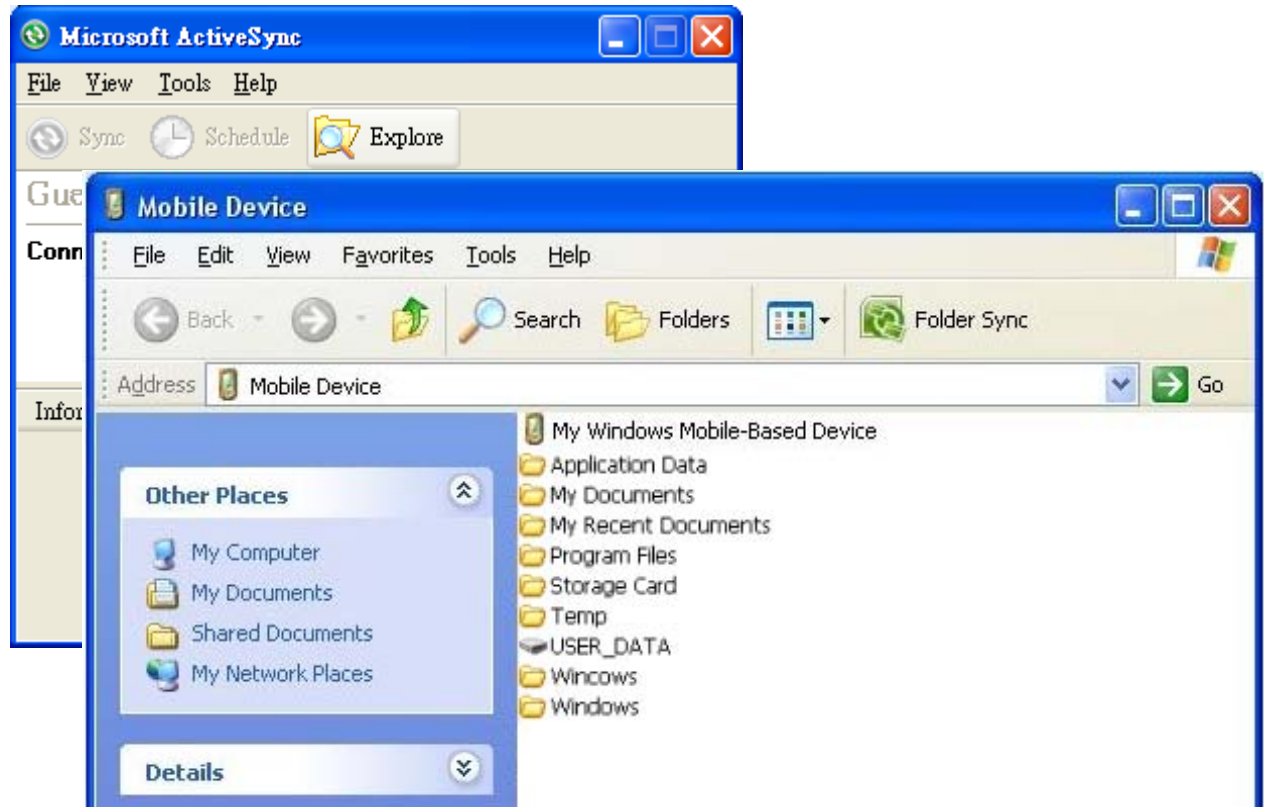 Microsoft ActiveSync
File View Tools Help
Sync Schedule Explore
Gue
Conn
Infor
Mobile Device
File Edit View Favorites Tools Help
Back Search Folders Folder Sync
Address Mobile Device Go
Other Places
My Computer
My Documents
Shared Documents
My Network Places
Details
My Windows Mobile-Based Device
Application Data
My Documents
My Recent Documents
Program Files
Storage Card
Temp
USER_DATA
Wincows
Windows